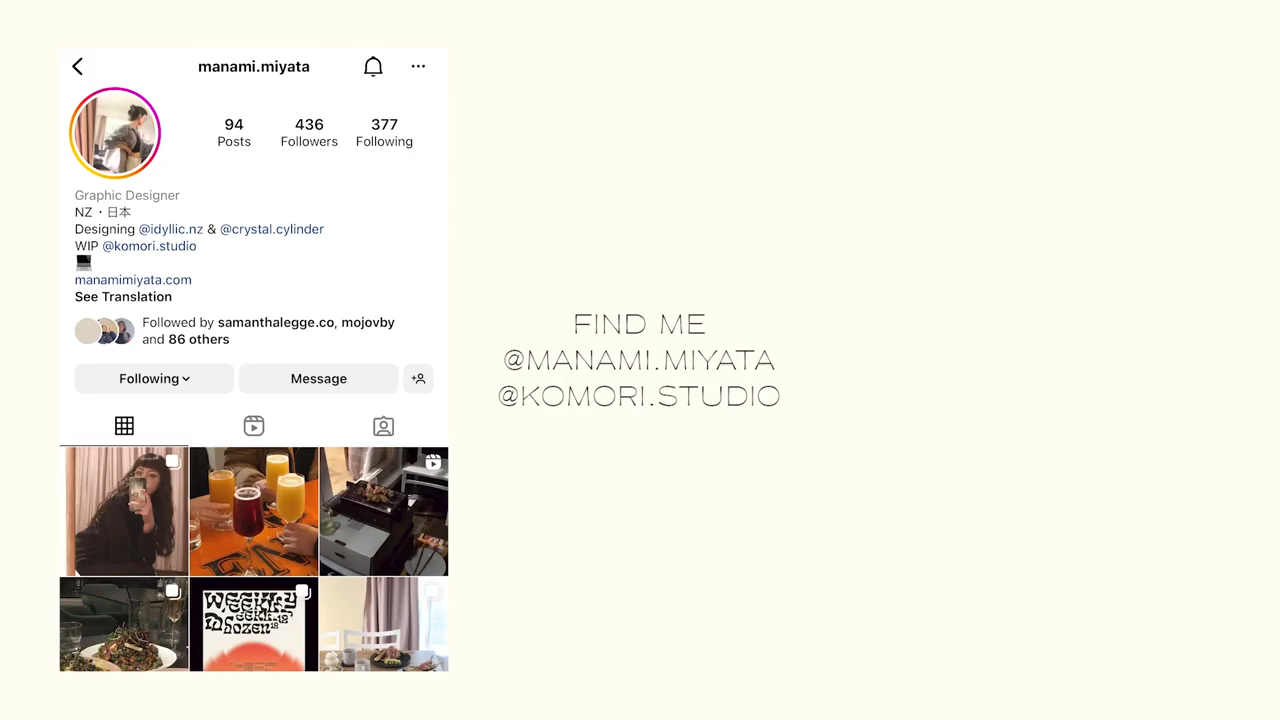 manami.miyata
94
Posts
436
Followers
377
Following
Graphic Designer
NZ・日本
Designing @idyllic.nz & @crystal.cylinder
WIP @komori.studio
manamimiyata.com
See Translation
Followed by samanthalegge.co, mojovby
and 86 others
Following
Message
WEEKLY
DOZEN
FIND ME
@MANAMI.MIYATA
@KOMORI.STUDIO